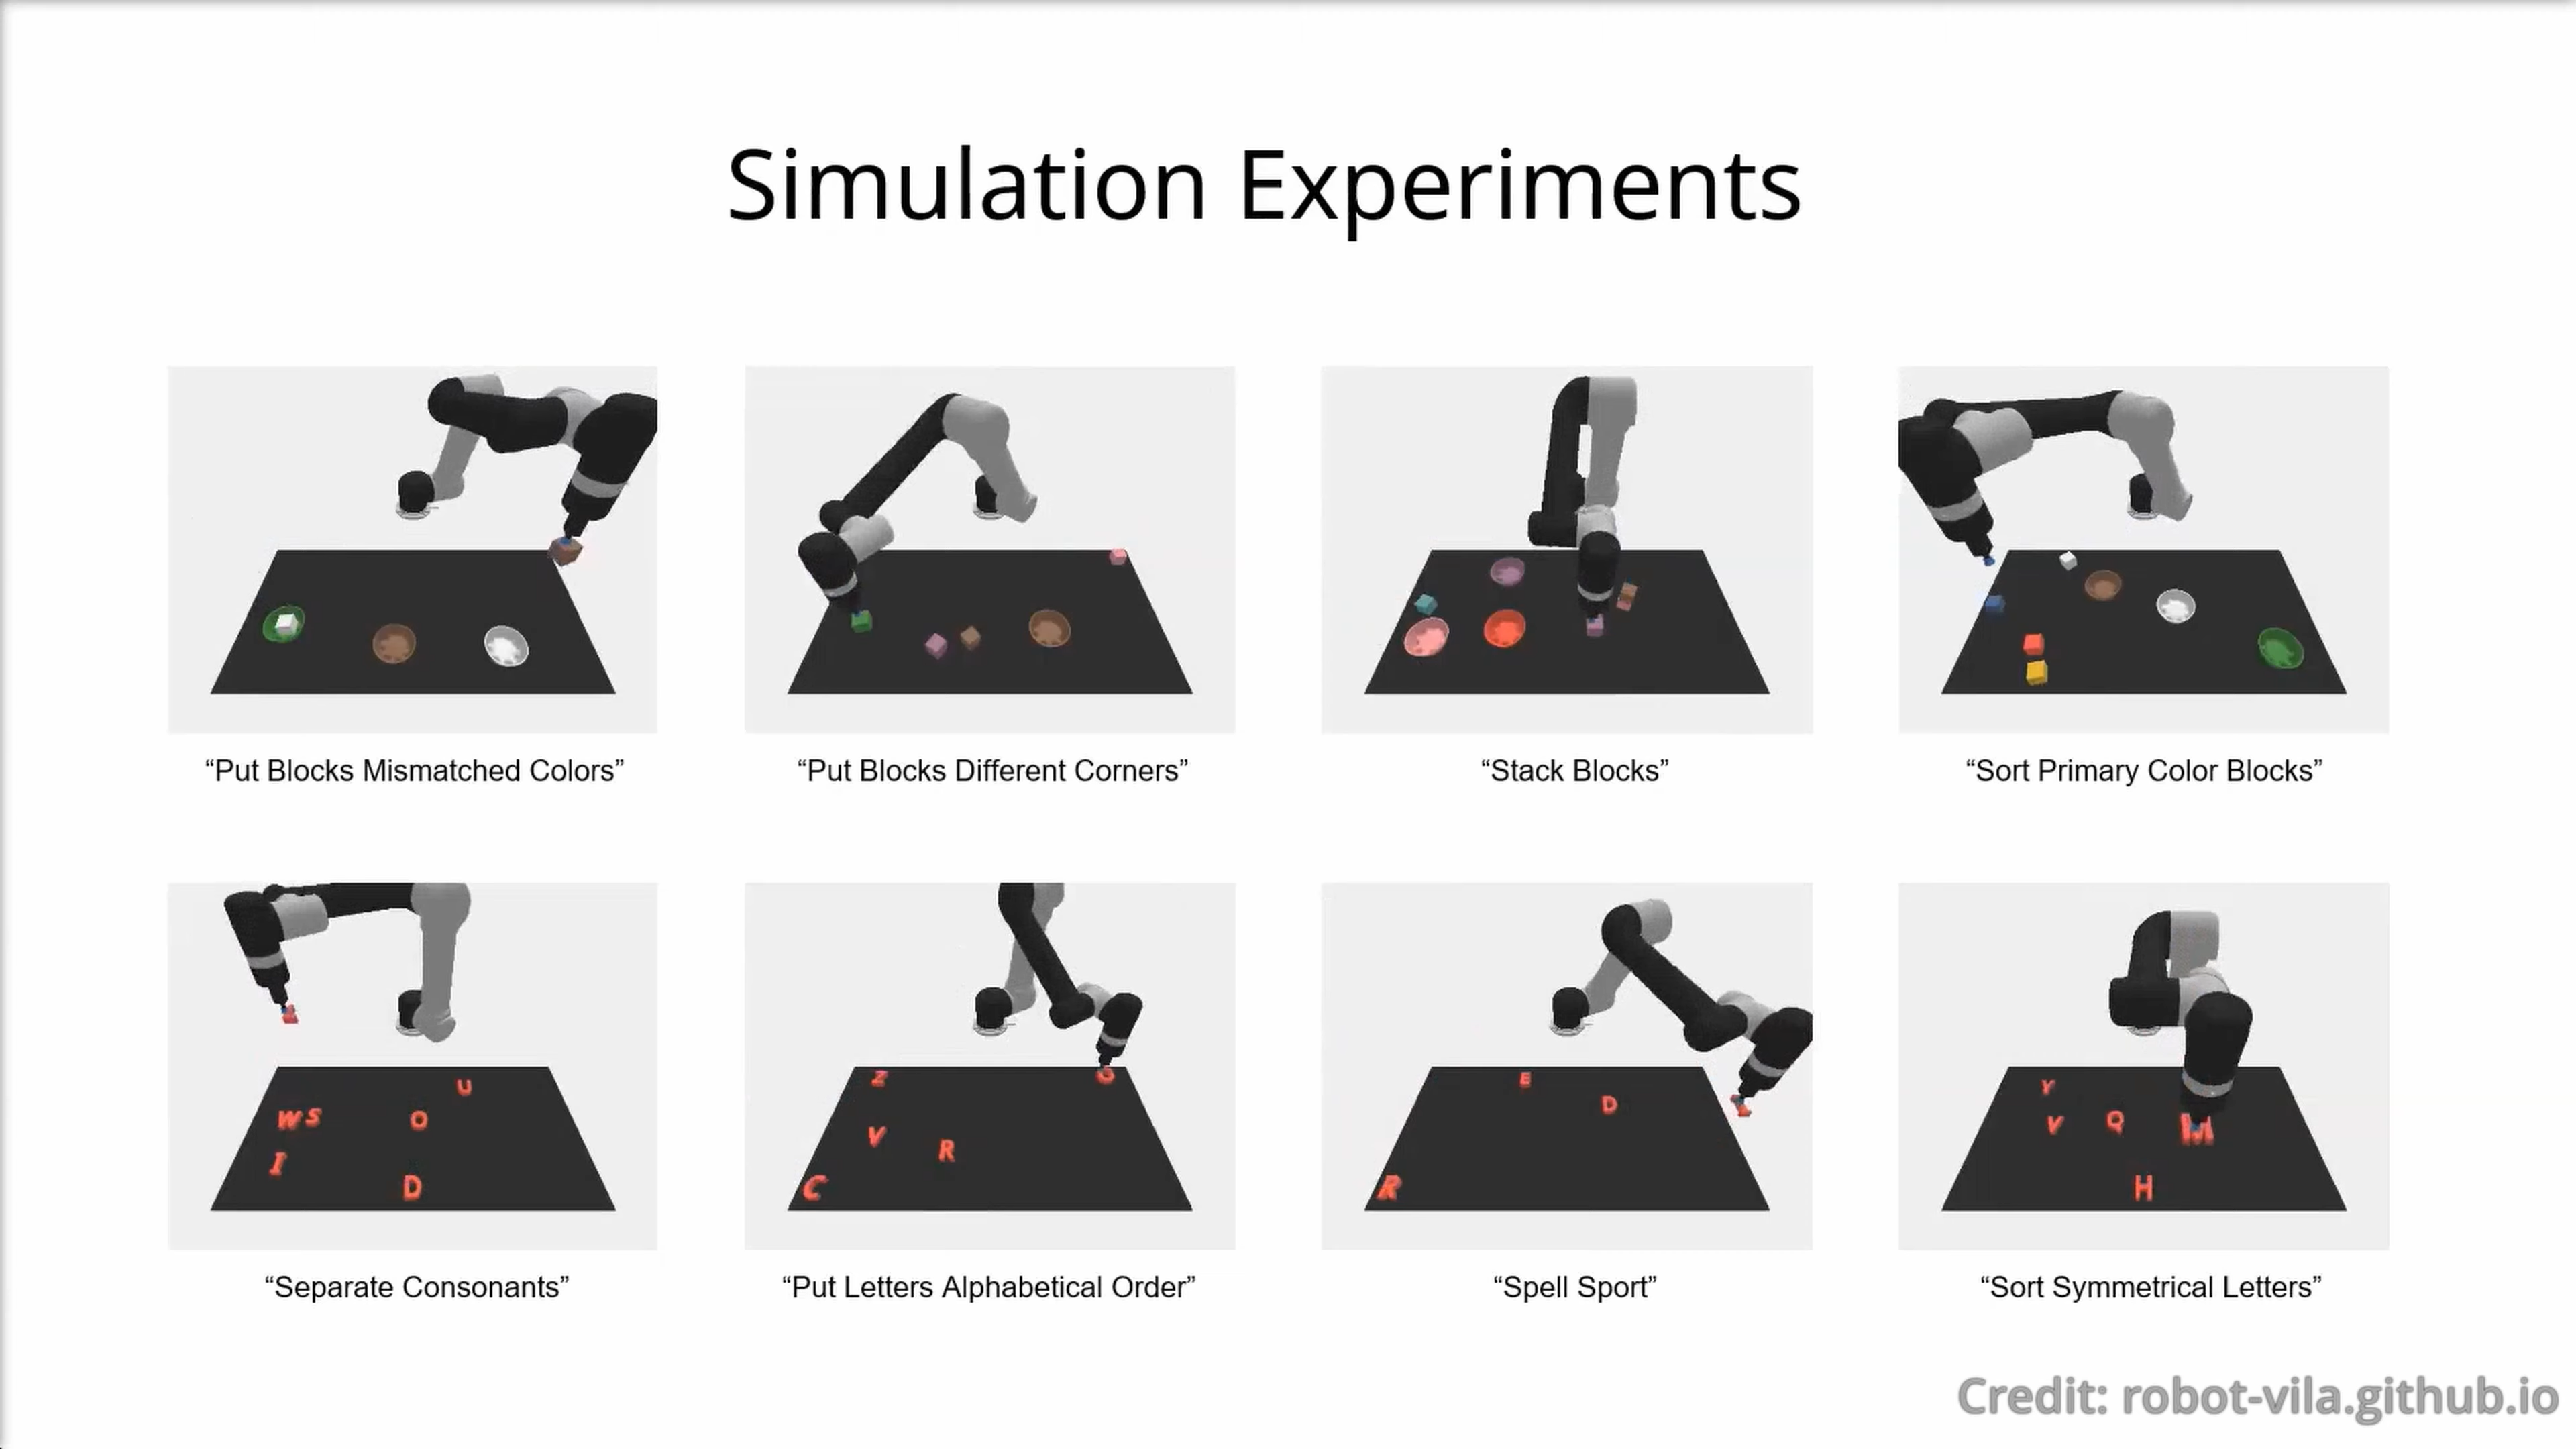 Simulation Experiments
“Put Blocks Mismatched Colors”
“Put Blocks Different Corners”
“Stack Blocks”
“Sort Primary Color Blocks”
U
W S
O
I
D
Z
V
R
C
E
D
R
Y
V
Q
M
H
“Separate Consonants”
“Put Letters Alphabetical Order”
“Spell Sport”
“Sort Symmetrical Letters”
Credit: robot-vila.github.io